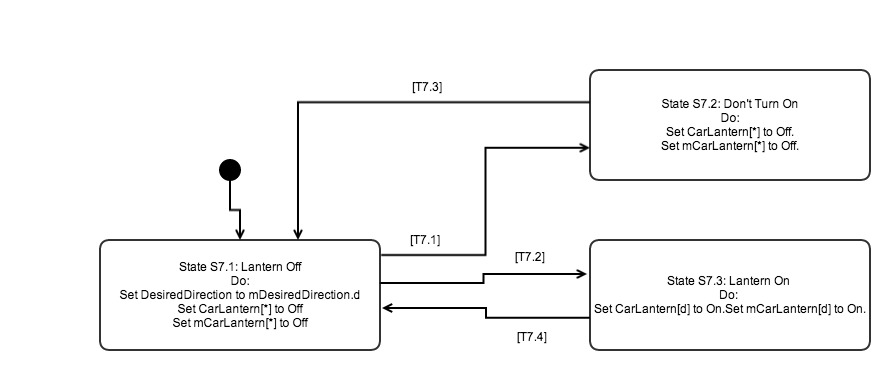 [T7.3]
State S7.2: Don't Turn On
Do:
Set CarLantern[*] to Off.
Set mCarLantern[*] to Off.
[T7.1]
[T7.2]
State S7.1: Lantern Off
Do:
Set DesiredDirection to mDesiredDirection.d
Set CarLantern[*] to Off
Set mCarLantern[*] to Off
State S7.3: Lantern On
Do:
Set CarLantern[d] to On.Set mCarLantern[d] to On.
[T7.4]